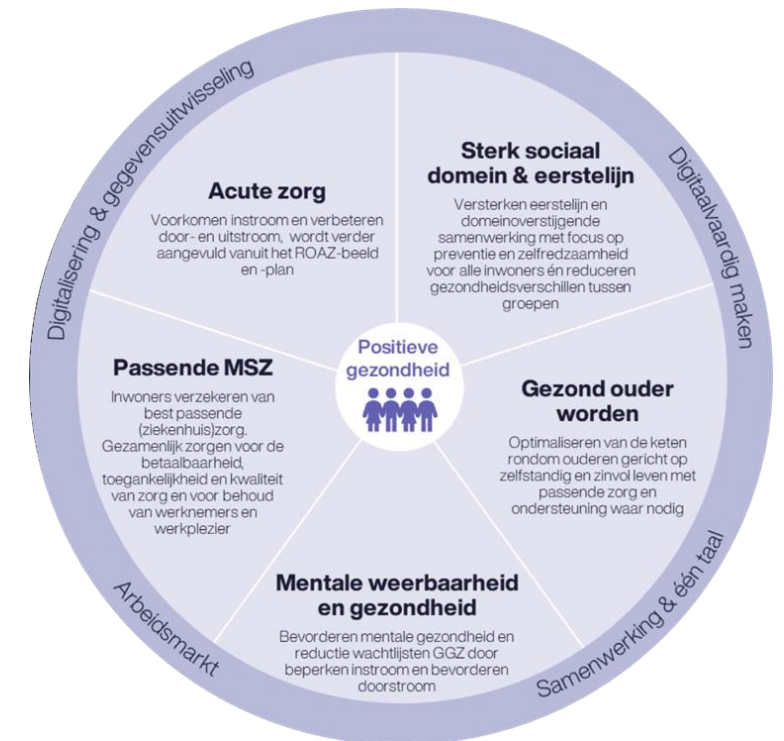 Digitalisering & gegevensuitwisseling
Digitaalvaardig maken
Samenwerking & één taal
Arbeidsmarkt
Acute zorg
Voorkomen instroom en verbeteren
door- en uitstroom, wordt verder
aangevuld vanuit het ROAZ-beeld
en -plan
Sterk sociaal
domein & eerstelijn
Versterken eerstelijn en
domeinoverstijgende
samenwerking met focus op
preventie en zelfredzaamheid
voor alle inwoners én reduceren
gezondheidsverschillen tussen
groepen
Positieve
gezondheid
Passende MSZ
Inwoners verzekeren van
best passende
(ziekenhuis)zorg.
Gezamenlijk zorgen voor de
betaalbaarheid,
toegankelijkheid en kwaliteit
van zorg en voor behoud
van werknemers en
werkplezier
Gezond ouder
worden
Optimaliseren van de keten
rondom ouderen gericht op
zelfstandig en zinvol leven met
passende zorg en
ondersteuning waar nodig
Mentale weerbaarheid
en gezondheid
Bevorderen mentale gezondheid en
reductie wachtlijsten GGZ door
beperken instroom en bevorderen
doorstroom